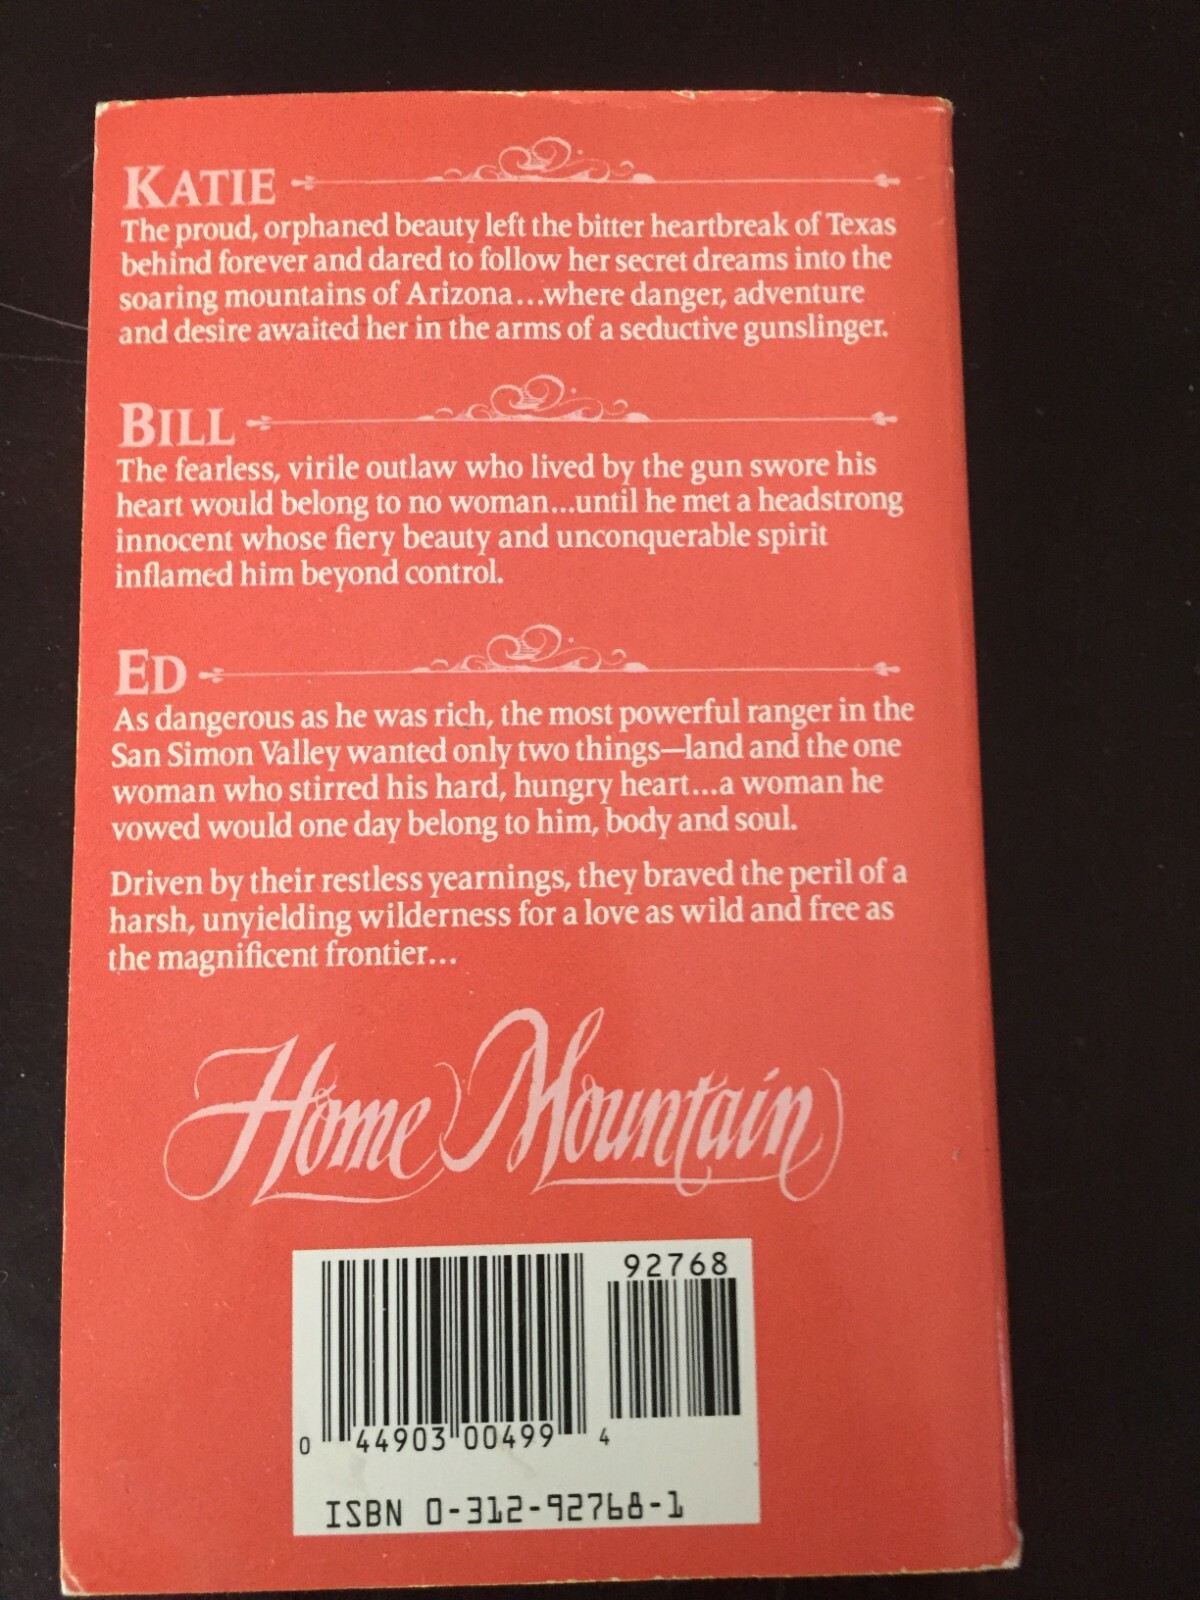 KATIE
The proud, orphaned beauty left the bitter heartbreak of Texas
behind forever and dared to follow her secret dreams into the
soaring mountains of Arizona...where danger, adventure
and desire awaited her in the arms of a seductive gunslinger.
BILL
The fearless, virile outlaw who lived by the gun swore his
heart would belong to no woman...until he met a headstrong
innocent whose fiery beauty and unconquerable spirit
inflamed him beyond control.
ED
As dangerous as he was rich, the most powerful ranger in the
San Simon Valley wanted only two things—land and the one
woman who stirred his hard, hungry heart...a woman he
vowed would one day belong to him, body and soul.
Driven by their restless yearnings, they braved the peril of a
harsh, unyielding wilderness for a love as wild and free as
the magnificent frontier...
Home Mountain
92768
0 44903 00499 4
ISBN 0-312-92768-1